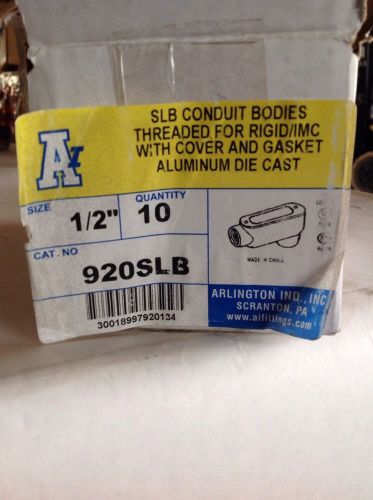 SLB CONDUIT BODIES
THREADED FOR RIGID/IMC
WITH COVER AND GASKET
ALUMINUM DIE CAST
SIZE
1/2"
QUANTITY
10
CAT. NO
920SLB
MADE IN CHINA
30018997920134
ARLINGTON IND., INC
SCRANTON, PA
www.aifittings.com